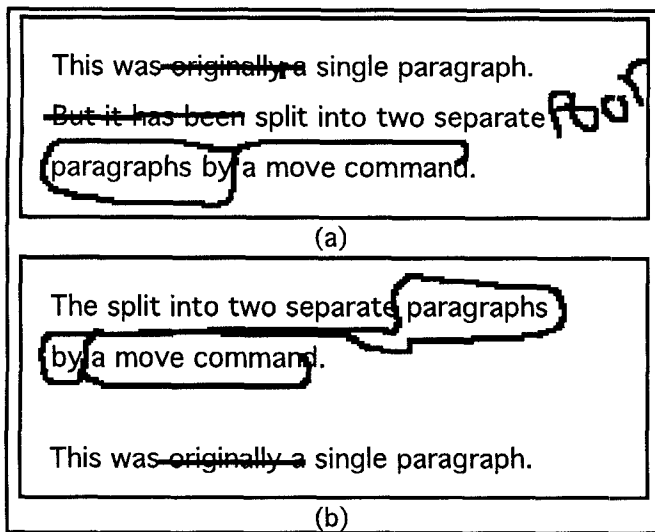 This was originally a single paragraph.
But it has been split into two separate
paragraphs by a move command.
(a)
The split into two separate paragraphs
by a move command.
This was originally a single paragraph.
(b)